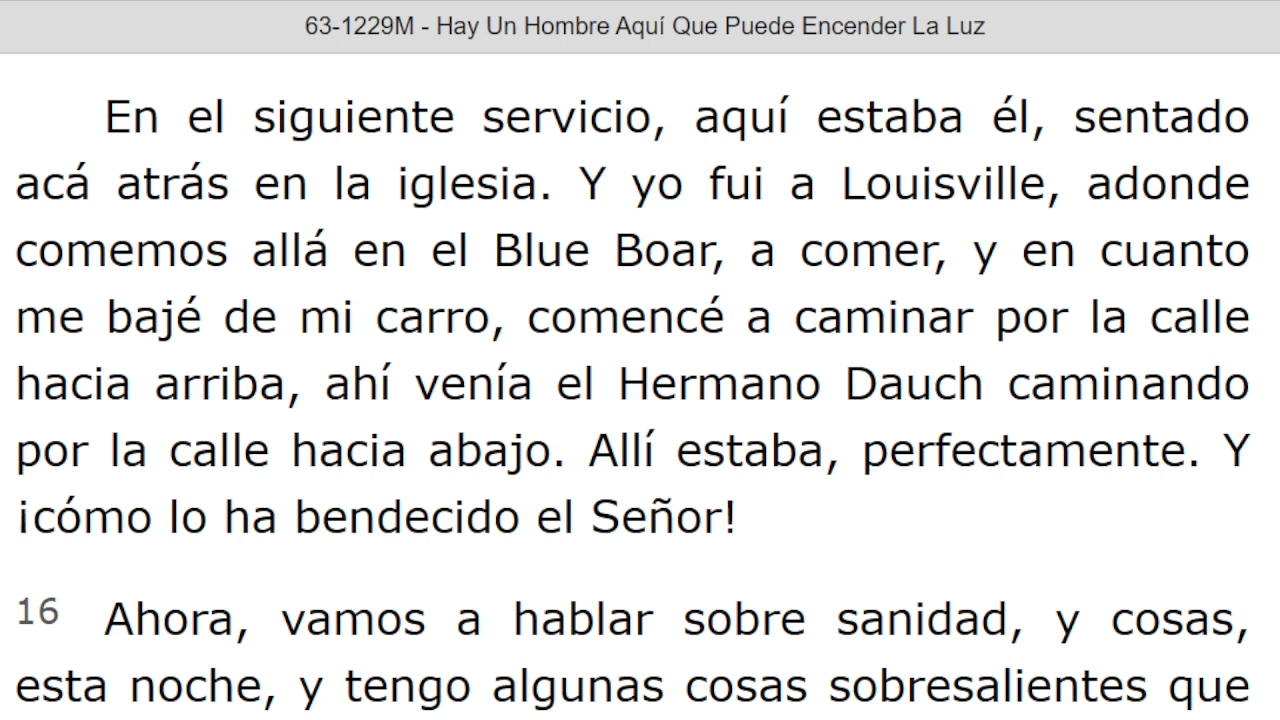 63-1229M - Hay Un Hombre Aquí Que Puede Encender La Luz
En el siguiente servicio, aquí estaba él, sentado
acá atrás en la iglesia. Y yo fui a Louisville, adonde
comemos allá en el Blue Boar, a comer, y en cuanto
me bajé de mi carro, comencé a caminar por la calle
hacia arriba, ahí venía el Hermano Dauch caminando
por la calle hacia abajo. Allí estaba, perfectamente. Y
¡cómo lo ha bendecido el Señor!
16 Ahora, vamos a hablar sobre sanidad, y cosas,
esta noche, y tengo algunas cosas sobresalientes que